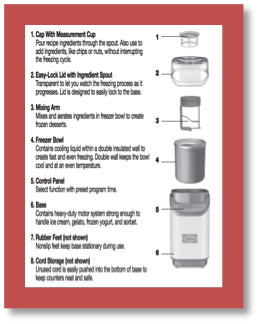 1. Cap With Measurement Cup
Pour recipe ingredients through the spout. Also use to
add ingredients, like chips or nuts, without interrupting
the freezing cycle.
2. Easy-Lock Lid with Ingredient Spout
Transparent to let you watch the freezing process as it
progresses. Lid is designed to easily lock to the base.
3. Mixing Arm
Mixes and aerates ingredients in freezer bowl to create
frozen desserts.
4. Freezer Bowl
Contains cooling liquid within a double insulated wall to
create fast and even freezing. Double wall keeps the bowl
cool and at an even temperature.
5. Control Panel
Select function with preset program time.
6. Base
Contains heavy-duty motor system strong enough to
handle ice cream, gelato, frozen yogurt, and sorbet.
7. Rubber Feet (not shown)
Nonslip feet keep base stationary during use.
8. Cord Storage (not shown)
Unused cord is easily pushed into the bottom of base to
keep counters neat and safe.
1
2
3
4
5
6